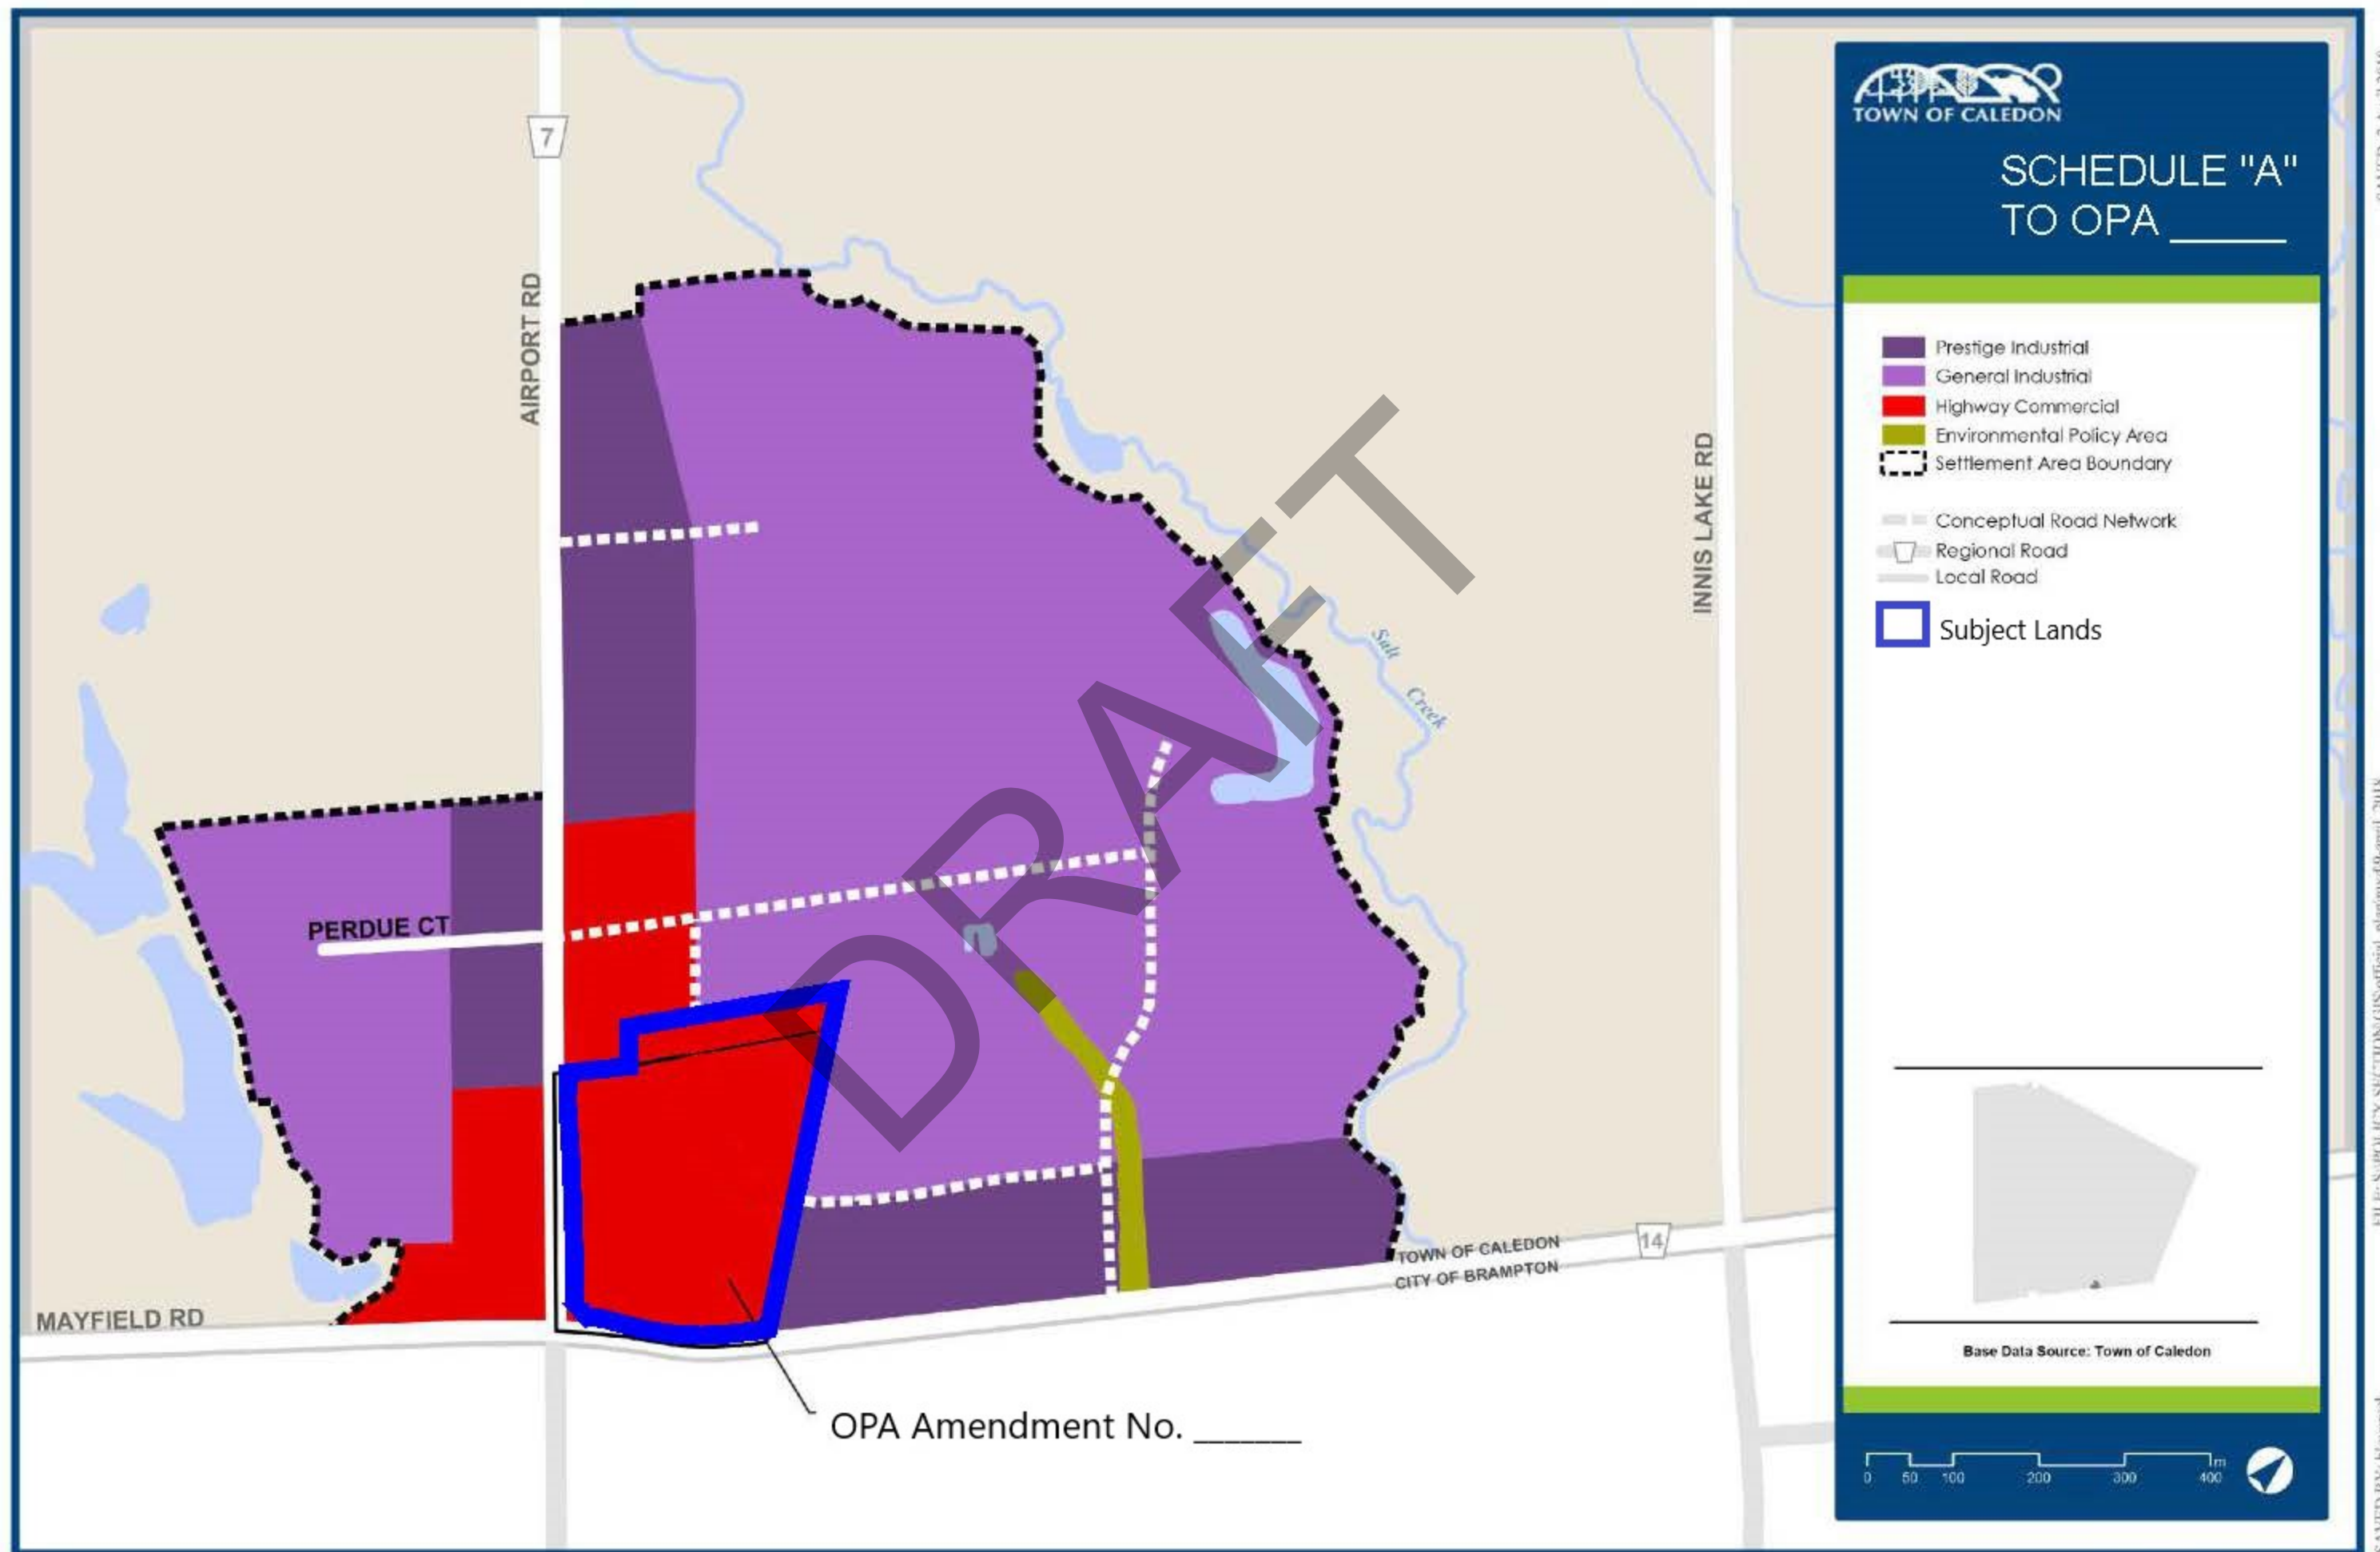 TOWN OF CALEDON
SCHEDULE "A"
TO OPA ______
Prestige Industrial
General Industrial
Highway Commercial
Environmental Policy Area
Settlement Area Boundary
Conceptual Road Network
Regional Road
Local Road
Subject Lands
7
AIRPORT RD
INNIS LAKE RD
Salt
Creek
DRAFT
PERDUE CT
MAYFIELD RD
TOWN OF CALEDON
CITY OF BRAMPTON
14
OPA Amendment No. ______
Base Data Source: Town of Caledon
m
0 50 100 200 300 400